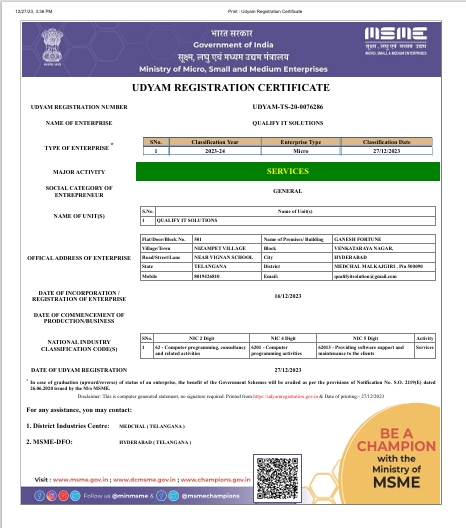 12/27/23, 3:36 PM Print : Udyam Registration Certificate
भारत सरकार
Government of India
सूक्ष्म, लघु एवं मध्यम उद्यम मंत्रालय
Ministry of Micro, Small and Medium Enterprises
MSME
सूक्ष्म, लघु एवं मध्यम उद्यम
MICRO, SMALL & MEDIUM ENTERPRISES
UDYAM REGISTRATION CERTIFICATE
UDYAM REGISTRATION NUMBER UDYAM-TS-20-0076286
NAME OF ENTERPRISE QUALIFY IT SOLUTIONS
TYPE OF ENTERPRISE *
SNo. Classification Year Enterprise Type Classification Date
1 2023-24 Micro 27/12/2023
MAJOR ACTIVITY SERVICES
SOCIAL CATEGORY OF ENTREPRENEUR GENERAL
NAME OF UNIT(S)
S.No. Name of Unit(s)
1 QUALIFY IT SOLUTIONS
OFFICAL ADDRESS OF ENTERPRISE
Flat/Door/Block No. 501 Name of Premises/ Building GANESH FORTUNE
Village/Town NIZAMPET VILLAGE Block VENKATARAYA NAGAR,
Road/Street/Lane NEAR VIGNAN SCHOOL City HYDERABAD
State TELANGANA District MEDCHAL MALKAJGIRI , Pin 500090
Mobile 8019426810 Email: qualifyitsolution@gmail.com
DATE OF INCORPORATION / REGISTRATION OF ENTERPRISE 16/12/2023
DATE OF COMMENCEMENT OF PRODUCTION/BUSINESS
NATIONAL INDUSTRY CLASSIFICATION CODE(S)
SNo. NIC 2 Digit NIC 4 Digit NIC 5 Digit Activity
1 62 - Computer programming, consultancy and related activities 6201 - Computer programming activities 62013 - Providing software support and maintenance to the clients Services
DATE OF UDYAM REGISTRATION 27/12/2023
* In case of graduation (upward/reverse) of status of an enterprise, the benefit of the Government Schemes will be availed as per the provisions of Notification No. S.O. 2119(E) dated
26.06.2020 issued by the M/o MSME.
Disclaimer: This is computer generated statement, no signature required. Printed from https://udyamregistration.gov.in & Date of printing:- 27/12/2023
For any assistance, you may contact:
1. District Industries Centre: MEDCHAL ( TELANGANA )
2. MSME-DFO: HYDERABAD ( TELANGANA )
BE A
CHAMPION
with the
Ministry of
MSME
Visit : www.msme.gov.in ; www.dcmsme.gov.in ; www.champions.gov.in
Follow us @minmsme & @msmechampions